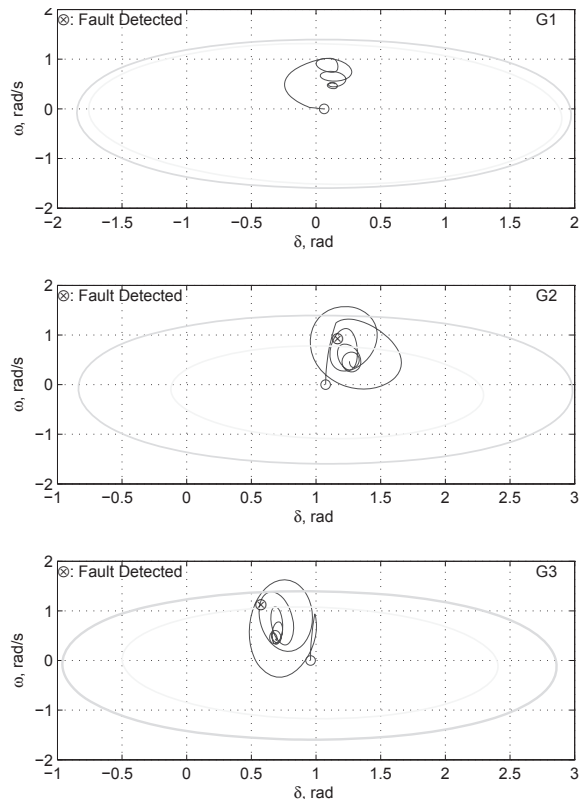 ⊗: Fault Detected G1
2
1
0
−1
−2
ω, rad/s
−2 −1.5 −1 −0.5 0 0.5 1 1.5 2
δ, rad
⊗: Fault Detected G2
2
1
0
−1
−2
ω, rad/s
−1 −0.5 0 0.5 1 1.5 2 2.5 3
δ, rad
⊗: Fault Detected G3
2
1
0
−1
−2
ω, rad/s
−1 −0.5 0 0.5 1 1.5 2 2.5 3
δ, rad